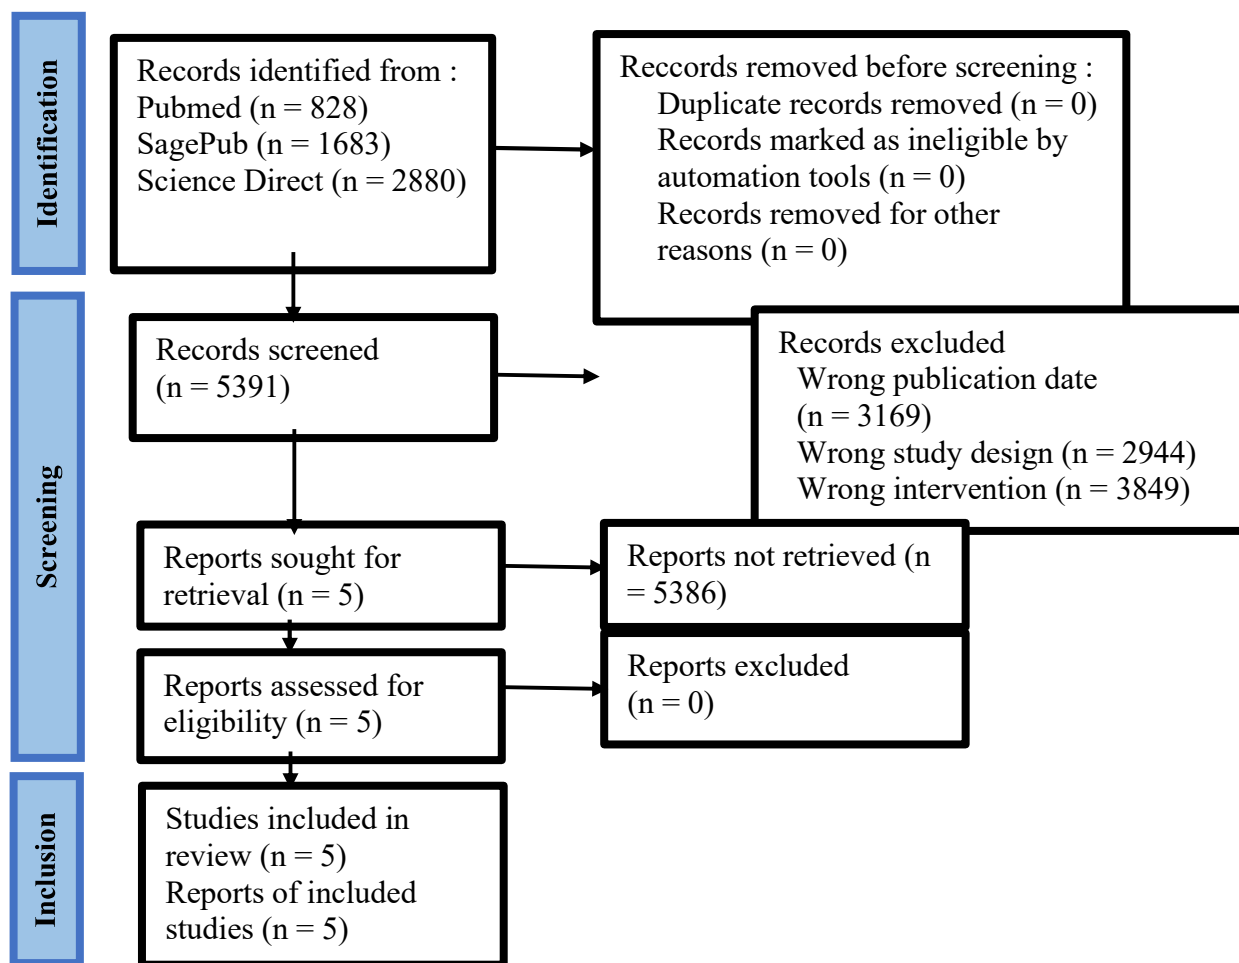 Identification
Records identified from :
Pubmed (n = 828)
SagePub (n = 1683)
Science Direct (n = 2880)
Reccords removed before screening :
Duplicate records removed (n = 0)
Records marked as ineligible by
automation tools (n = 0)
Records removed for other
reasons (n = 0)
Screening
Records screened
(n = 5391)
Records excluded
Wrong publication date
(n = 3169)
Wrong study design (n = 2944)
Wrong intervention (n = 3849)
Reports sought for
retrieval (n = 5)
Reports not retrieved (n
= 5386)
Reports assessed for
eligibility (n = 5)
Reports excluded
(n = 0)
Inclusion
Studies included in
review (n = 5)
Reports of included
studies (n = 5)